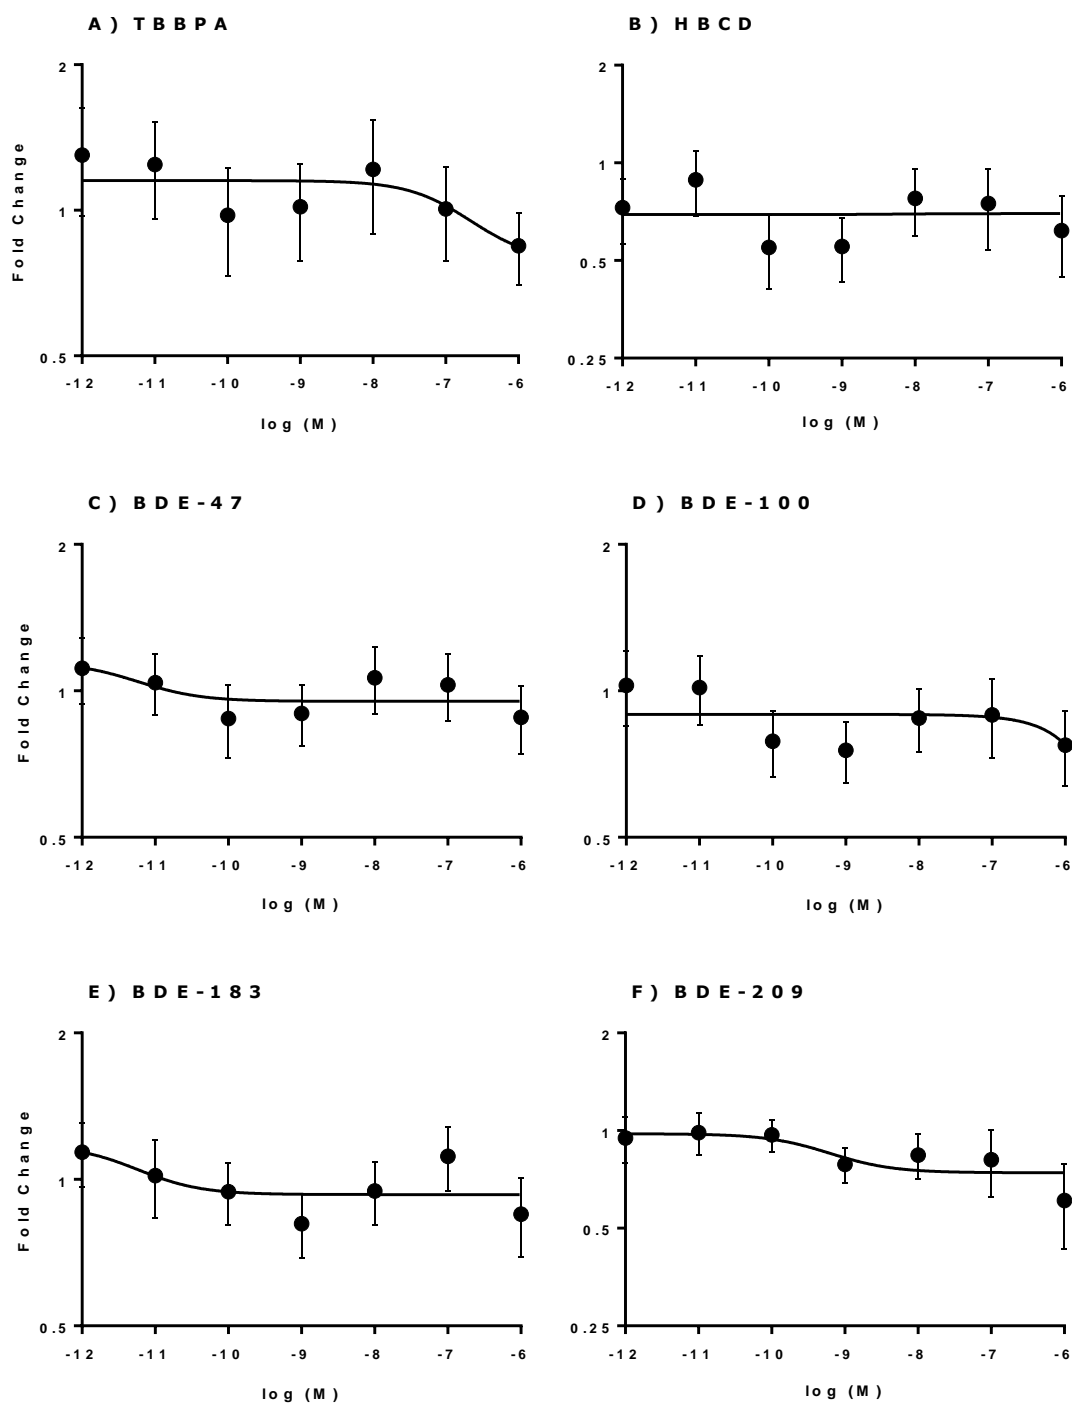 A) TBBPA
2
1
0.5
Fold Change
-12 -11 -10 -9 -8 -7 -6
log (M)
B) HBCD
2
1
0.5
0.25
-12 -11 -10 -9 -8 -7 -6
log (M)
C) BDE-47
2
1
0.5
Fold Change
-12 -11 -10 -9 -8 -7 -6
log (M)
D) BDE-100
2
1
0.5
-12 -11 -10 -9 -8 -7 -6
log (M)
E) BDE-183
2
1
0.5
Fold Change
-12 -11 -10 -9 -8 -7 -6
log (M)
F) BDE-209
2
1
0.5
0.25
-12 -11 -10 -9 -8 -7 -6
log (M)